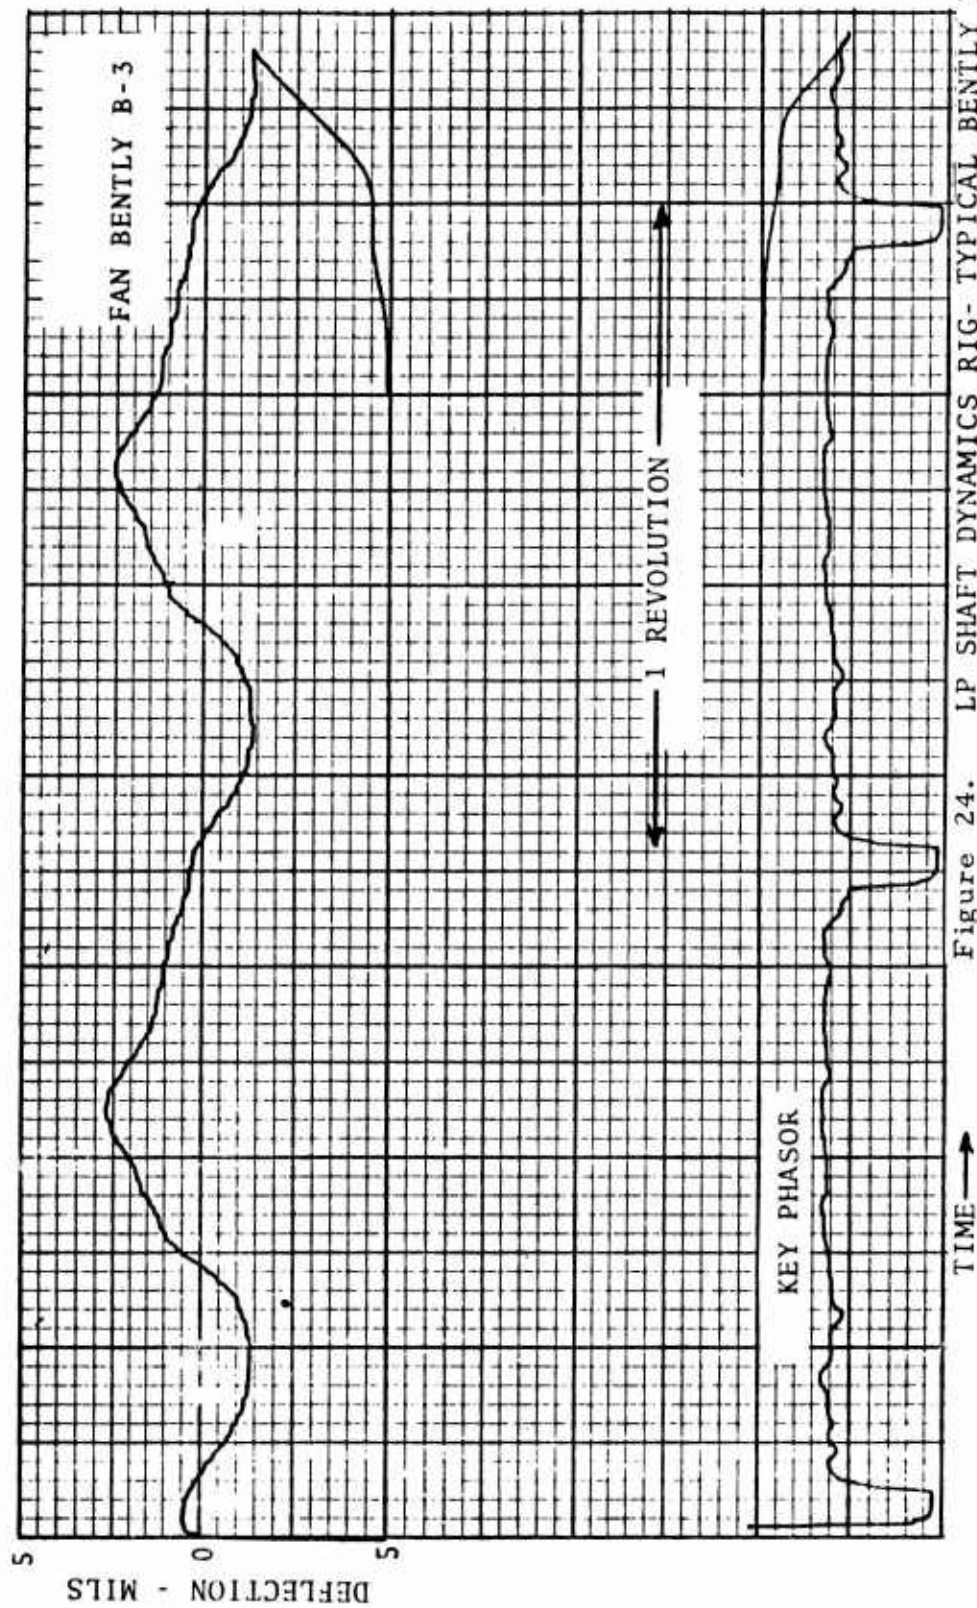 FAN BENTLY B-3
5
0
5
DEFLECTION - MILS
1 REVOLUTION
KEY PHASOR
TIME
Figure 24. LP SHAFT DYNAMICS RIG- TYPICAL BENTLY